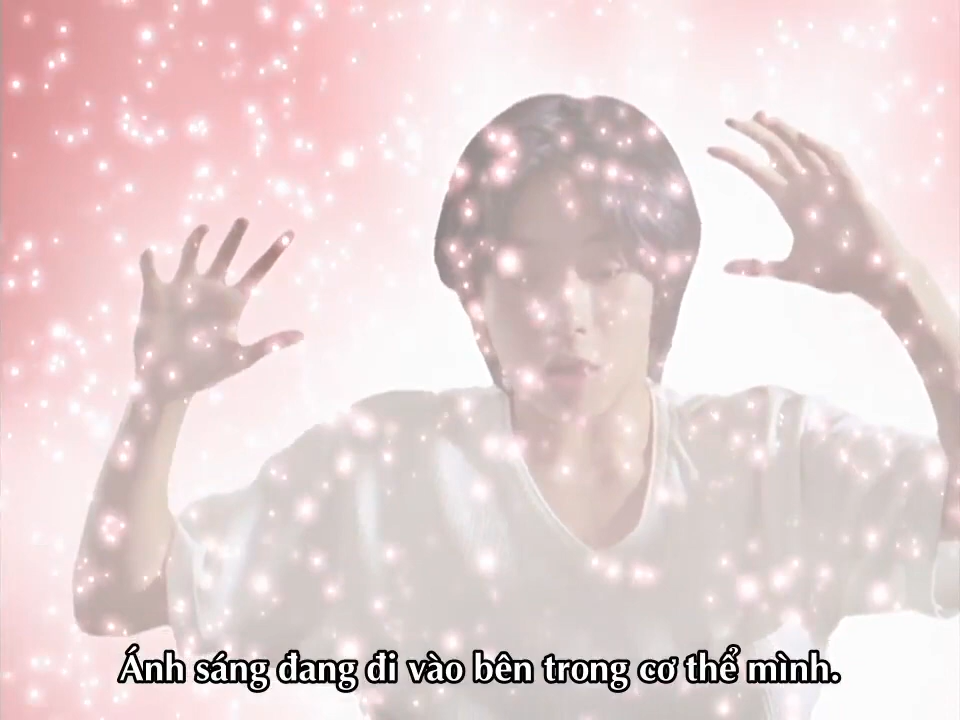 Ánh sáng đang đi vào bên trong cơ thể mình.